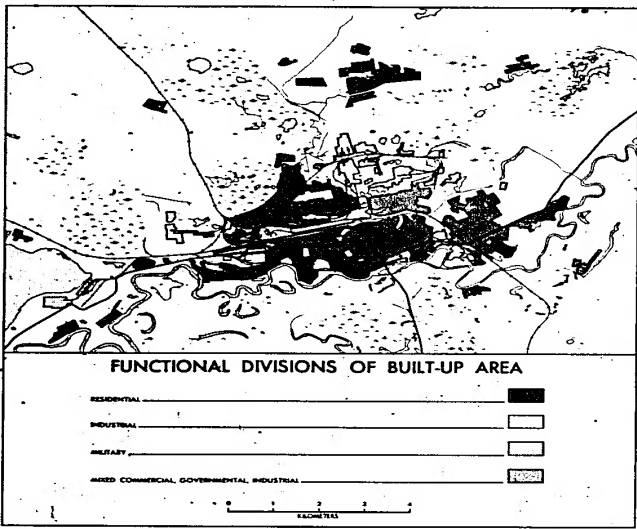 FUNCTIONAL DIVISIONS OF BUILT-UP AREA
RESIDENTIAL
INDUSTRIAL
MILITARY
MIXED COMMERCIAL, GOVERNMENTAL, INDUSTRIAL
0 1 2 3 4
KILOMETERS